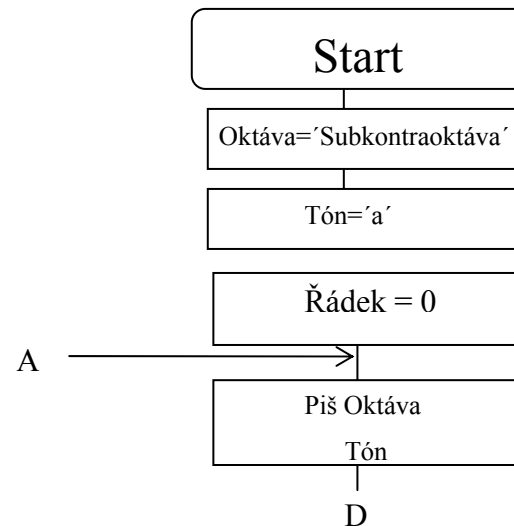 Start
Oktáva=´Subkontraoktáva´
Tón=´a´
Řádek = 0
A
Piš Oktáva
Tón
D